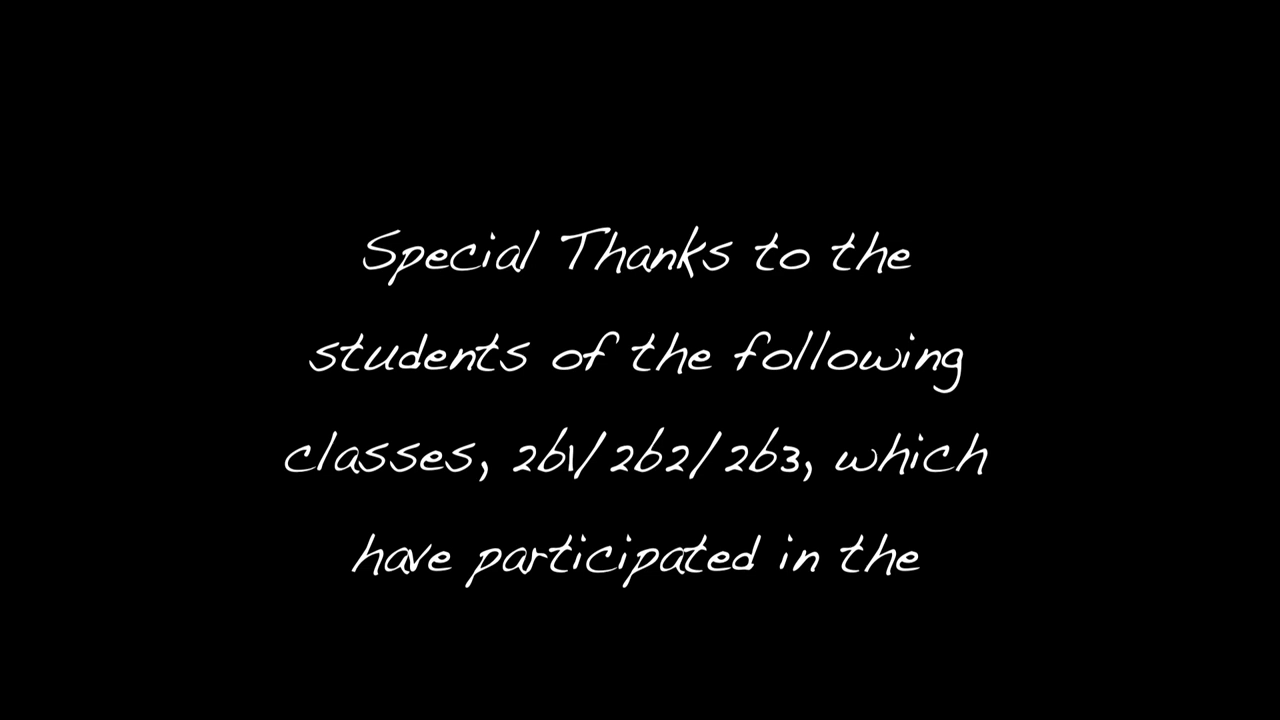 Special Thanks to the
students of the following
classes, 2b1/2b2/2b3, which
have participated in the